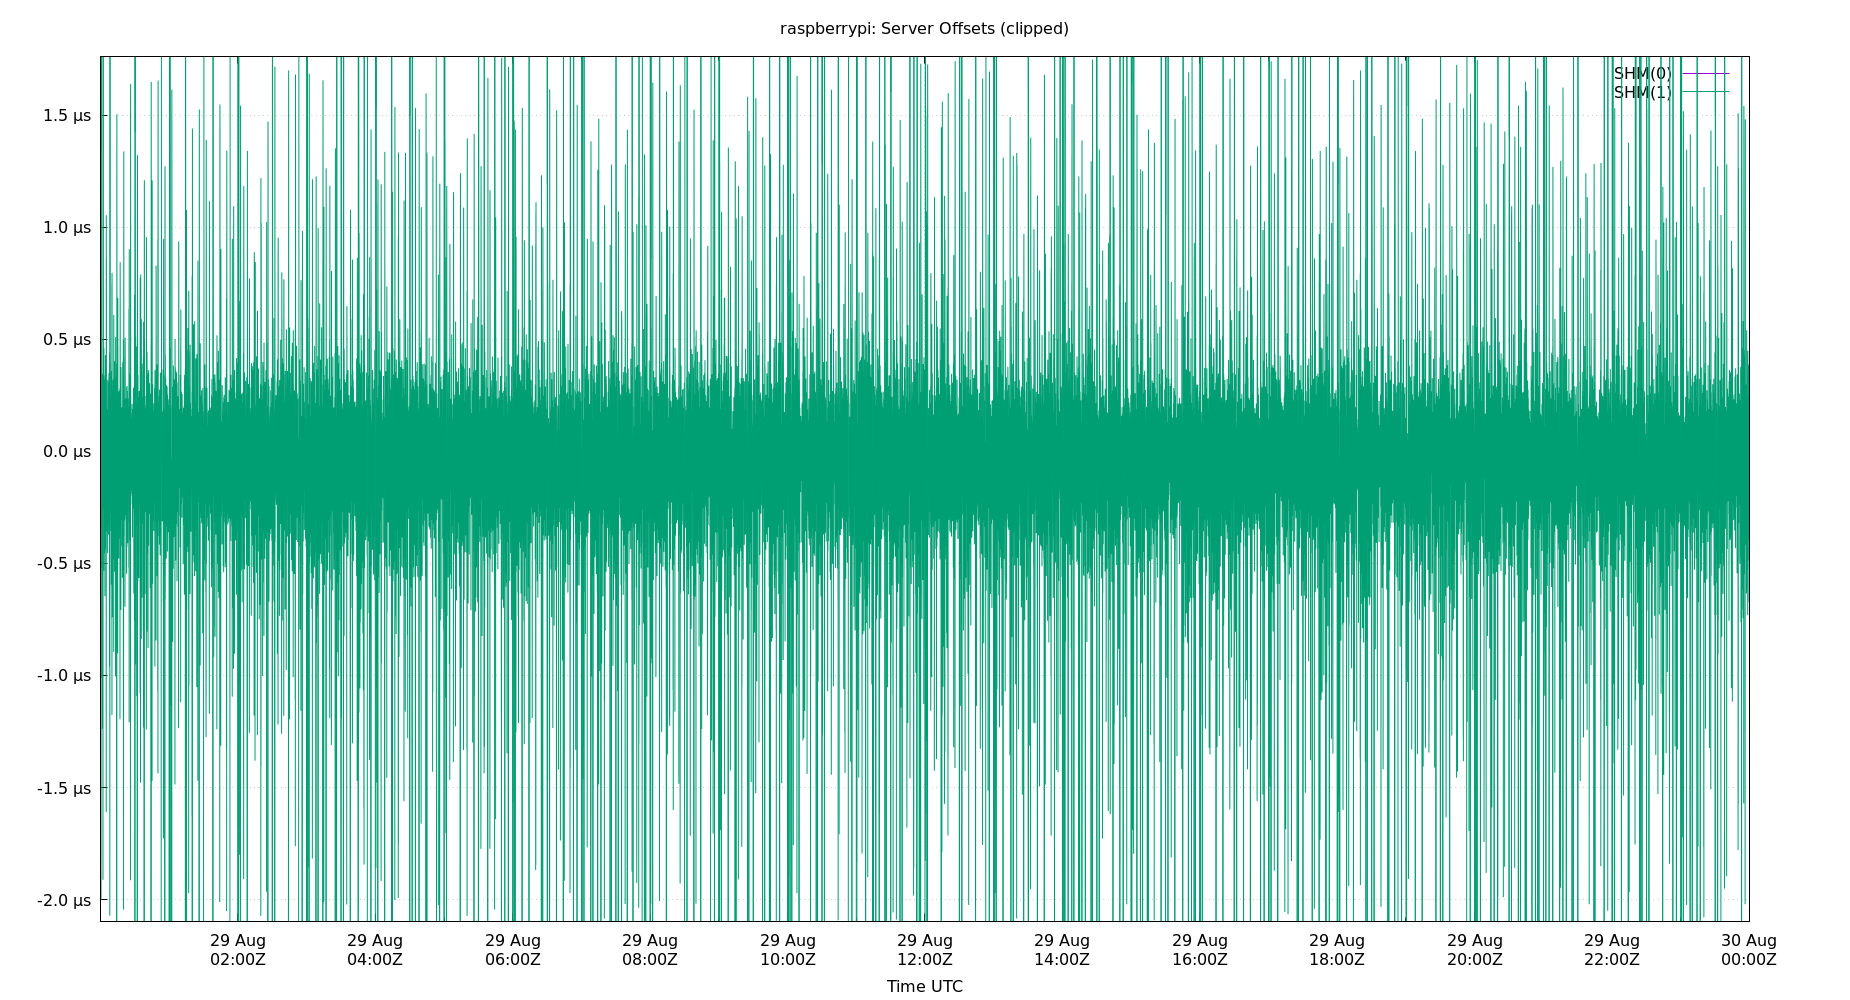 raspberrypi: Server Offsets (clipped)
SHM(0)
SHM(1)
1.5 µs
1.0 µs
0.5 µs
0.0 µs
-0.5 µs
-1.0 µs
-1.5 µs
-2.0 µs
29 Aug 29 Aug 29 Aug 29 Aug 29 Aug 29 Aug 29 Aug 29 Aug 29 Aug 29 Aug 29 Aug 30 Aug
02:00Z 04:00Z 06:00Z 08:00Z 10:00Z 12:00Z 14:00Z 16:00Z 18:00Z 20:00Z 22:00Z 00:00Z
Time UTC